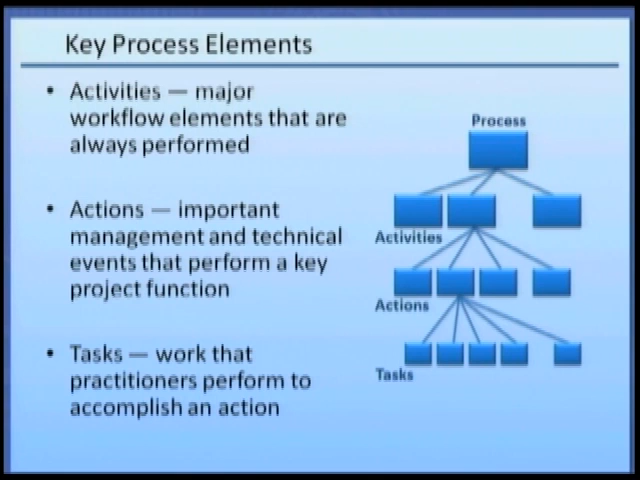 Key Process Elements
• Activities — major
workflow elements that are
always performed
• Actions — important
management and technical
events that perform a key
project function
• Tasks — work that
practitioners perform to
accomplish an action
Process
Activities
Actions
Tasks